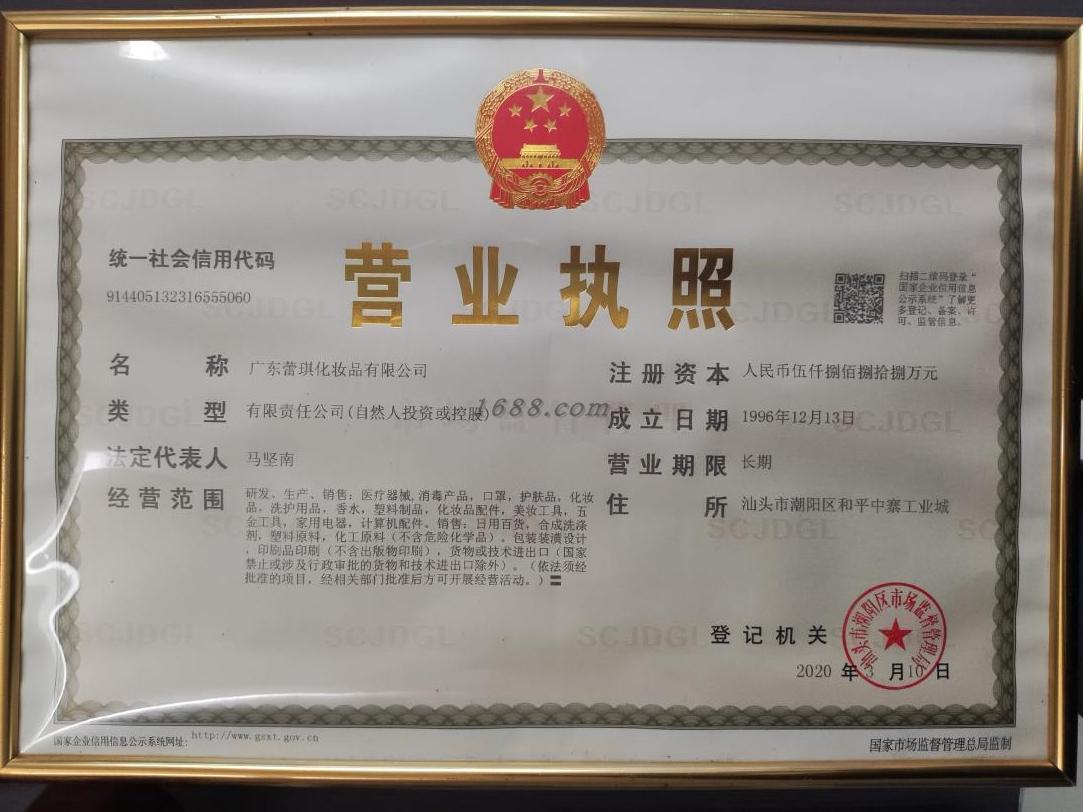 统一社会信用代码
914405132316555060
营业执照
扫描二维码登录“
国家企业信用信息
公示系统”了解更
多登记、备案、许
可、监管信息。
名称 广东蕾琪化妆品有限公司
类型 有限责任公司(自然人投资或控股)
法定代表人 马坚南
经营范围 研发、生产、销售：医疗器械,消毒产品，口罩，护肤品，化妆
品，洗护用品，香水，塑料制品，化妆品配件，美妆工具，五
金工具，家用电器，计算机配件。销售：日用百货，合成洗涤
剂，塑料原料，化工原料（不含危险化学品）。包装装潢设计
，印刷品印刷（不含出版物印刷），货物或技术进出口（国家
禁止或涉及行政审批的货物和技术进出口除外）。（依法须经
批准的项目，经相关部门批准后方可开展经营活动。）
注册资本 人民币伍仟捌佰捌拾捌万元
成立日期 1996年12月13日
营业期限 长期
住所 汕头市潮阳区和平中寨工业城
1688.com
登记机关
汕头市潮阳区市场监督管理局
2020 年 3 月 10 日
国家企业信用信息公示系统网址: http://www.gsxt.gov.cn
国家市场监督管理总局监制
SCJDGL